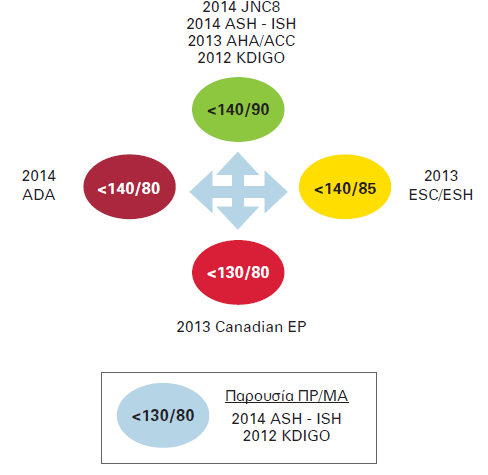 2014 JNC8
2014 ASH - ISH
2013 AHA/ACC
2012 KDIGO
<140/90
2014
ADA
<140/80
<140/85
2013
ESC/ESH
<130/80
2013 Canadian EP
<130/80
Παρουσία ΠΡ/ΜΑ
2014 ASH - ISH
2012 KDIGO